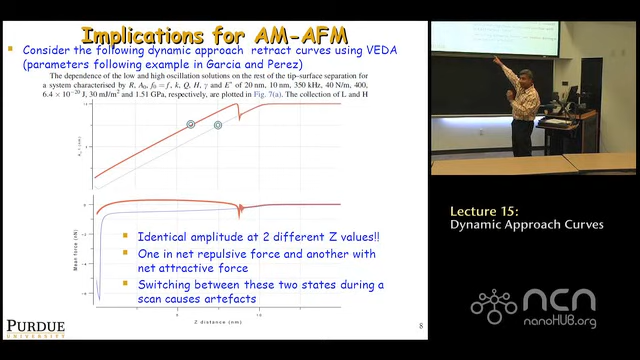 Implications for AM-AFM
Consider the following dynamic approach retract curves using VEDA
(parameters following example in Garcia and Perez)
The dependence of the low and high oscillation solutions on the rest of the tip–surface separation for
a system characterised by R, A₀, f₀ = f, k, Q, H, γ and E* of 20 nm, 10 nm, 350 kHz, 40 N/m, 400,
6.4 × 10⁻²⁰ J, 30 mJ/m² and 1.51 GPa, respectively, are plotted in Fig. 7(a). The collection of L and H
Mean force (nN)
Z distance (nm)
Identical amplitude at 2 different Z values!!
One in net repulsive force and another with
net attractive force
Switching between these two states during a
scan causes artefacts
PURDUE
UNIVERSITY
8
Lecture 15:
Dynamic Approach Curves
ncn
nanoHUB.org